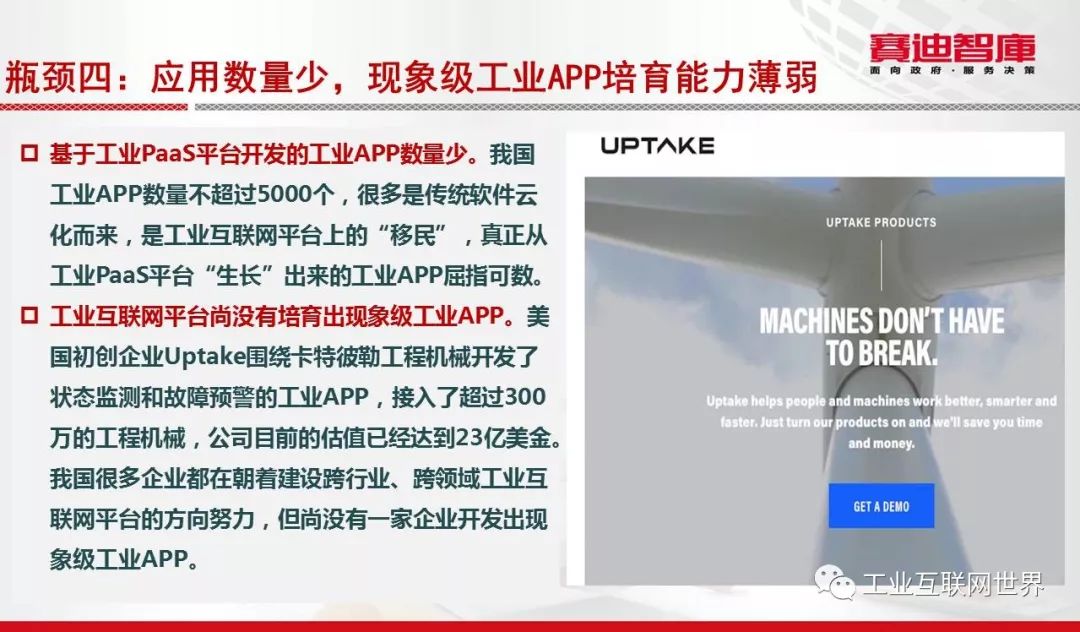 赛迪智庫
面向政府·服务决策
瓶颈四：应用数量少，现象级工业APP培育能力薄弱
基于工业PaaS平台开发的工业APP数量少。我国
工业APP数量不超过5000个，很多是传统软件云
化而来，是工业互联网平台上的“移民”，真正从
工业PaaS平台“生长”出来的工业APP屈指可数。
工业互联网平台尚没有培育出现象级工业APP。美
国初创企业Uptake围绕卡特彼勒工程机械开发了
状态监测和故障预警的工业APP，接入了超过300
万的工程机械，公司目前的估值已经达到23亿美金。
我国很多企业都在朝着建设跨行业、跨领域工业互
联网平台的方向努力，但尚没有一家企业开发出现
象级工业APP。
UPTAKE
UPTAKE PRODUCTS
MACHINES DON'T HAVE
TO BREAK.
Uptake helps people and machines work better, smarter and
faster. Just turn our products on and we'll save you time
and money.
GET A DEMO
工业互联网世界